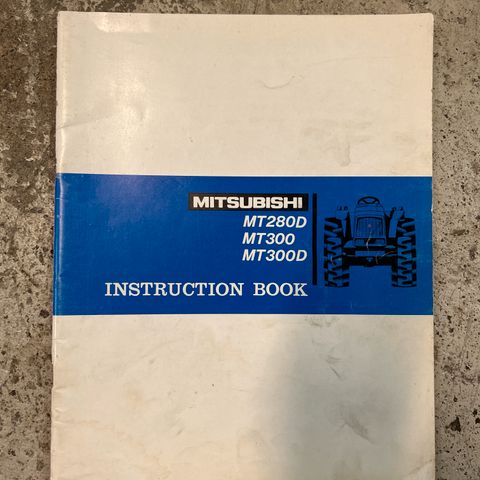 MITSUBISHI
MT280D
MT300
MT300D
INSTRUCTION BOOK